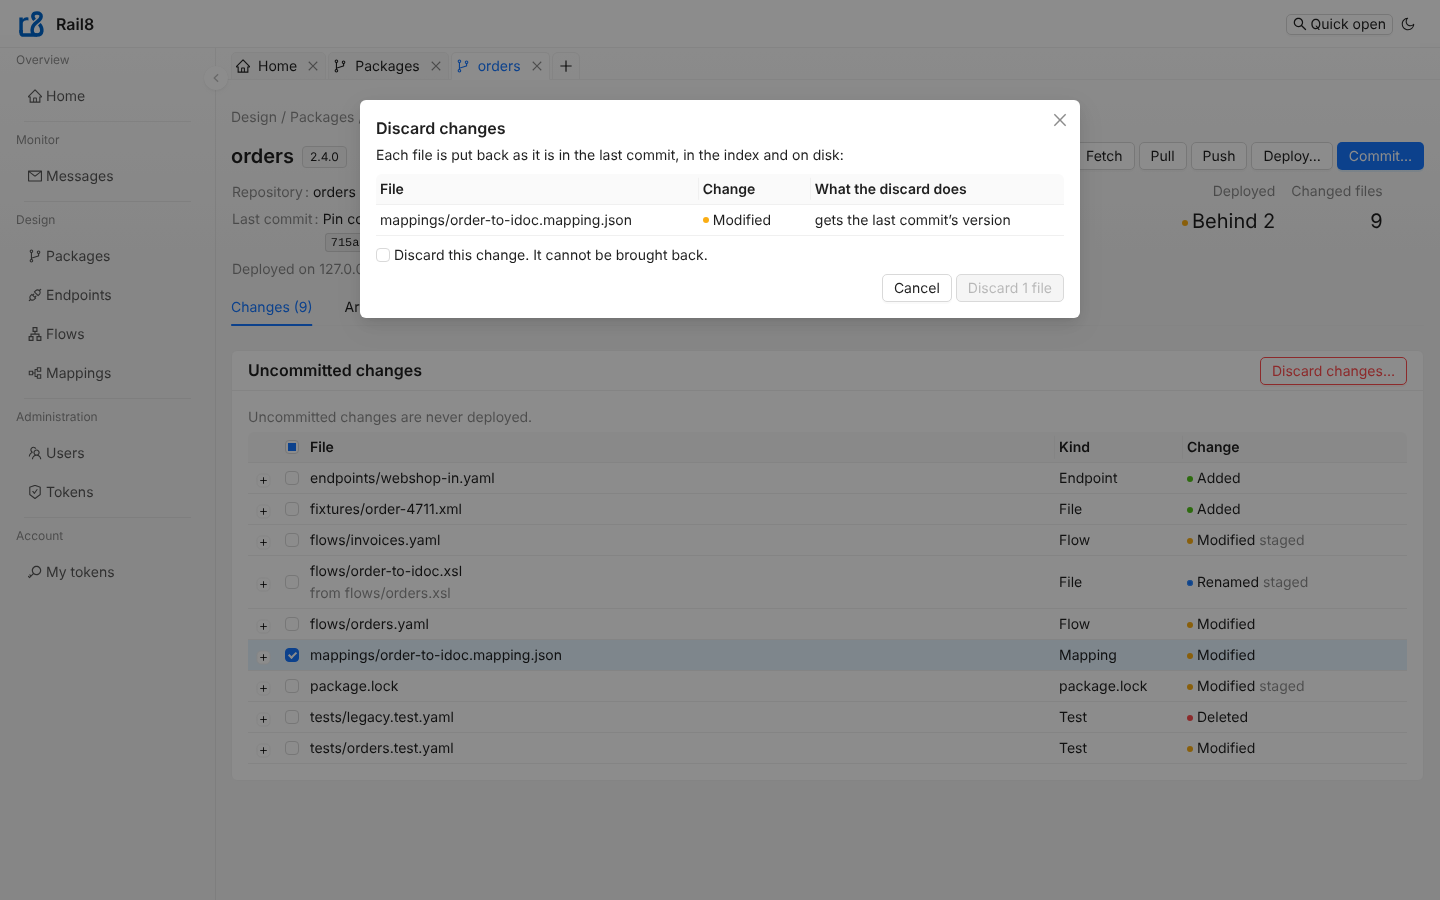 r8 Rail8
Quick open
Overview
Home
Monitor
Messages
Design
Packages
Endpoints
Flows
Mappings
Administration
Users
Tokens
Account
My tokens
Home
Packages
orders
Design / Packages /
orders 2.4.0
Fetch
Pull
Push
Deploy...
Commit...
Repository: orders
Last commit: Pin co
715a
Deployed on 127.0.0
Deployed
Behind 2
Changed files
9
Changes (9)
Ar
Discard changes
Each file is put back as it is in the last commit, in the index and on disk:
File Change What the discard does
mappings/order-to-idoc.mapping.json Modified gets the last commit’s version
Discard this change. It cannot be brought back.
Cancel
Discard 1 file
Uncommitted changes
Discard changes...
Uncommitted changes are never deployed.
File Kind Change
endpoints/webshop-in.yaml Endpoint Added
fixtures/order-4711.xml File Added
flows/invoices.yaml Flow Modified staged
flows/order-to-idoc.xsl File Renamed staged
from flows/orders.xsl
flows/orders.yaml Flow Modified
mappings/order-to-idoc.mapping.json Mapping Modified
package.lock package.lock Modified staged
tests/legacy.test.yaml Test Deleted
tests/orders.test.yaml Test Modified